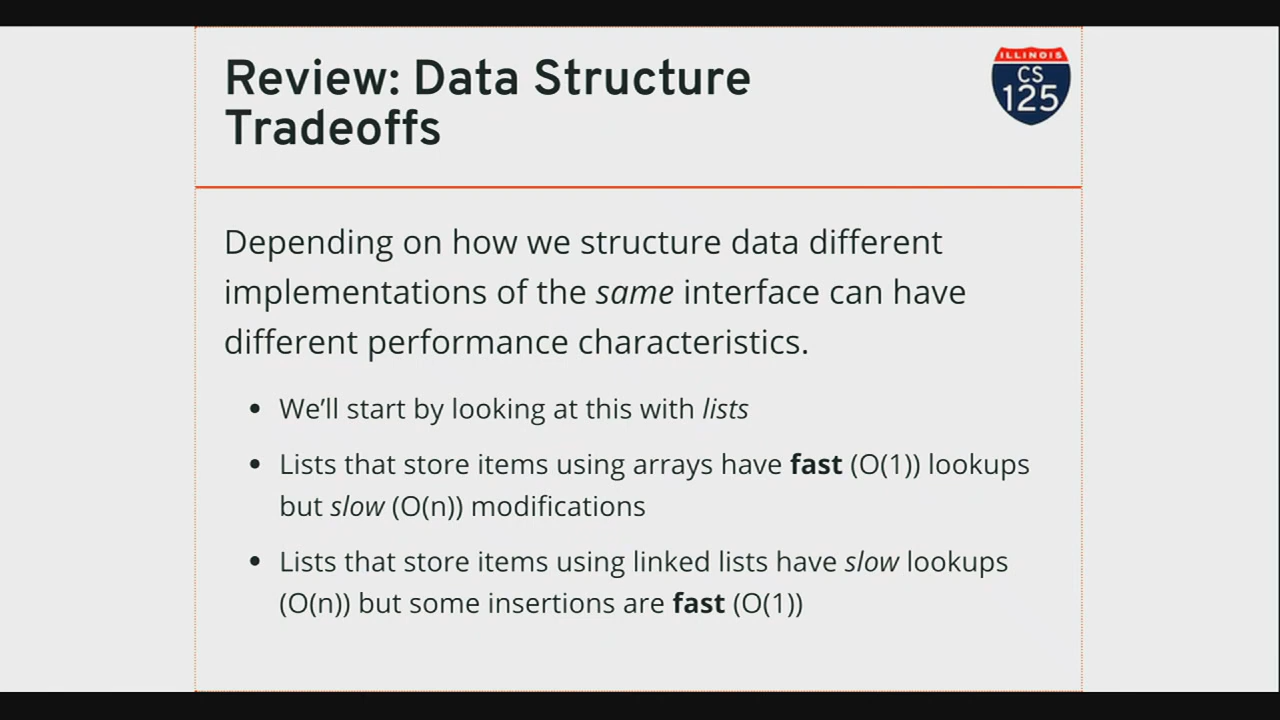 Review: Data Structure
Tradeoffs
ILLINOIS
CS
125
Depending on how we structure data different
implementations of the same interface can have
different performance characteristics.
• We’ll start by looking at this with lists
• Lists that store items using arrays have fast (O(1)) lookups
but slow (O(n)) modifications
• Lists that store items using linked lists have slow lookups
(O(n)) but some insertions are fast (O(1))